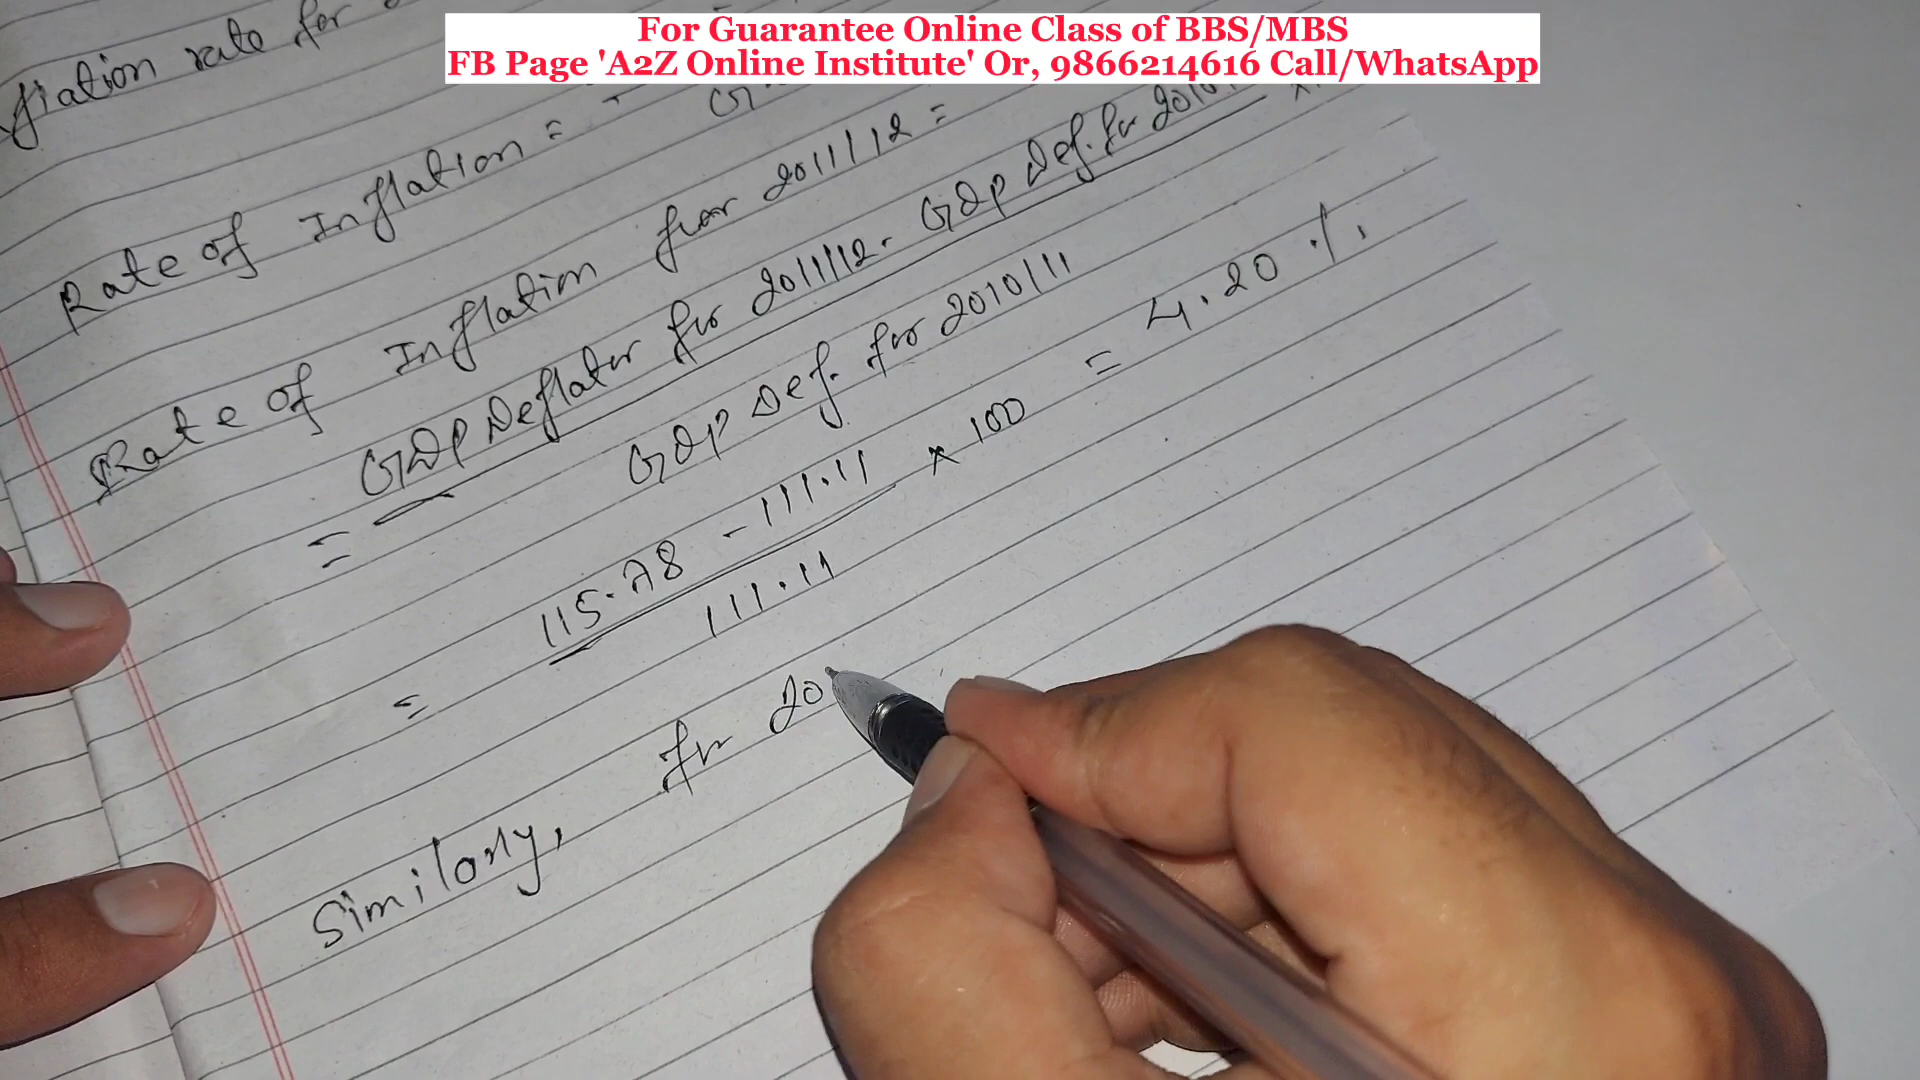 For Guarantee Online Class of BBS/MBS
FB Page 'A2Z Online Institute' Or, 9866214616 Call/WhatsApp
flation rate for
Rate of Inflation =
Rate of Inflation for 2011/12 =
= GDP Deflator for 2011/12 - GDP Def. for 2010/
GDP Def. for 2010/11
= 115.78 - 111.11 × 100 = 4.20 %.
111.11
Similarly, for 20